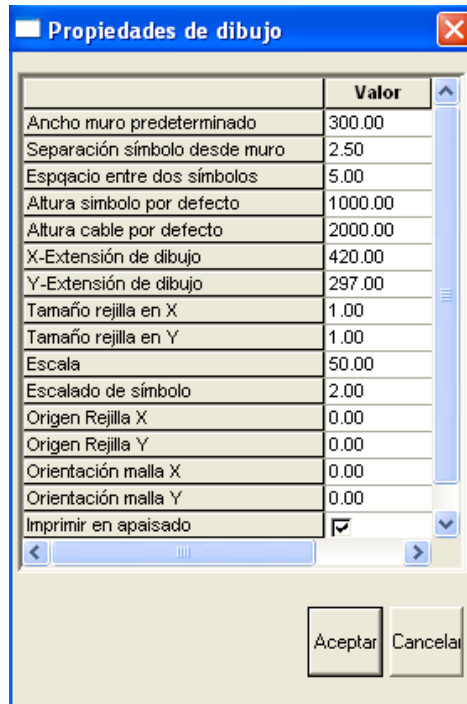 Propiedades de dibujo
Valor
Ancho muro predeterminado 300.00
Separación símbolo desde muro 2.50
Espqacio entre dos símbolos 5.00
Altura simbolo por defecto 1000.00
Altura cable por defecto 2000.00
X-Extensión de dibujo 420.00
Y-Extensión de dibujo 297.00
Tamaño rejilla en X 1.00
Tamaño rejilla en Y 1.00
Escala 50.00
Escalado de símbolo 2.00
Origen Rejilla X 0.00
Origen Rejilla Y 0.00
Orientación malla X 0.00
Orientación malla Y 0.00
Imprimir en apaisado
Aceptar Cancelar